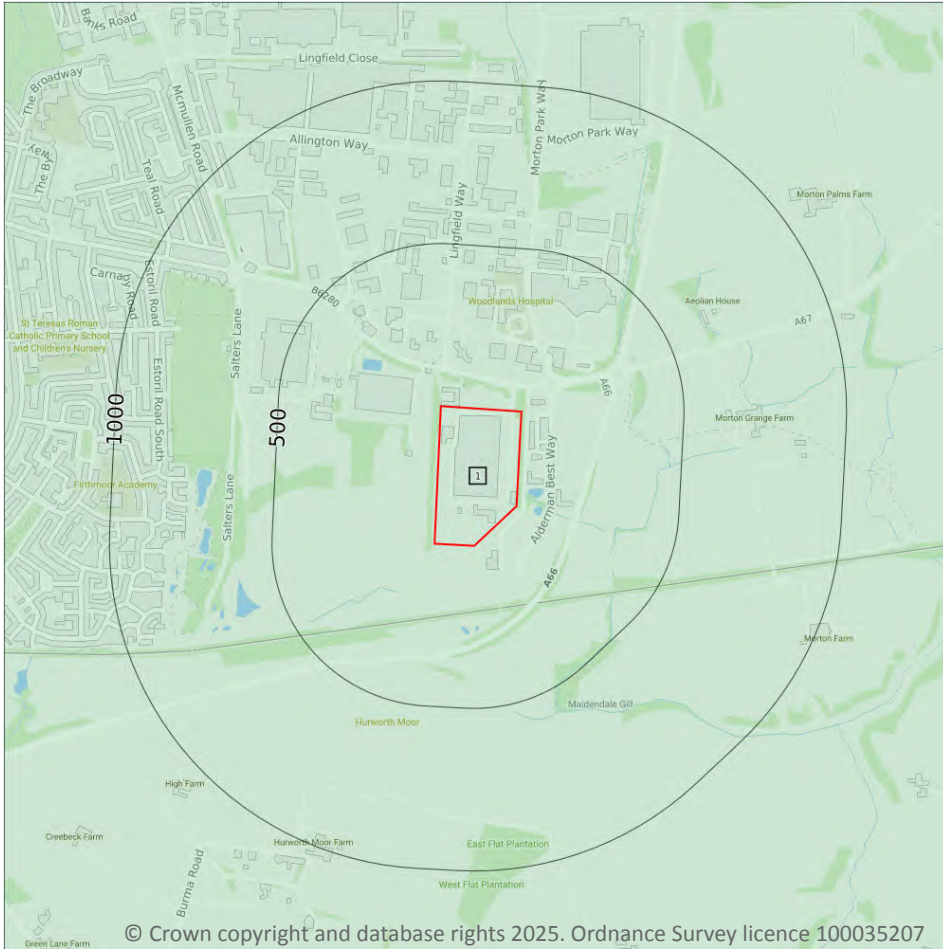 Banks Road
Lingfield Close
The Broadway
Mcmullen Road
Morton Park Way
Morton Park Way
Allington Way
Way
The By
Teal Road
Lingfield Way
Morton Palms Farm
Carnaby Road
Estoril Road
B6280
Woodlands Hospital
Aeolian House
A67
St Teresas Roman
Catholic Primary School
and Children's Nursery
Salters Lane
Estoril Road South
A66
1000
500
Morton Grange Farm
1
Alderman Best Way
Firthmoor Academy
Salters Lane
A66
Morton Farm
Maidendale Gill
Hurworth Moor
High Farm
Creebeck Farm
Hurworth Moor Farm
East Flat Plantation
Burma Road
West Flat Plantation
Green Lane Farm
© Crown copyright and database rights 2025. Ordnance Survey licence 100035207